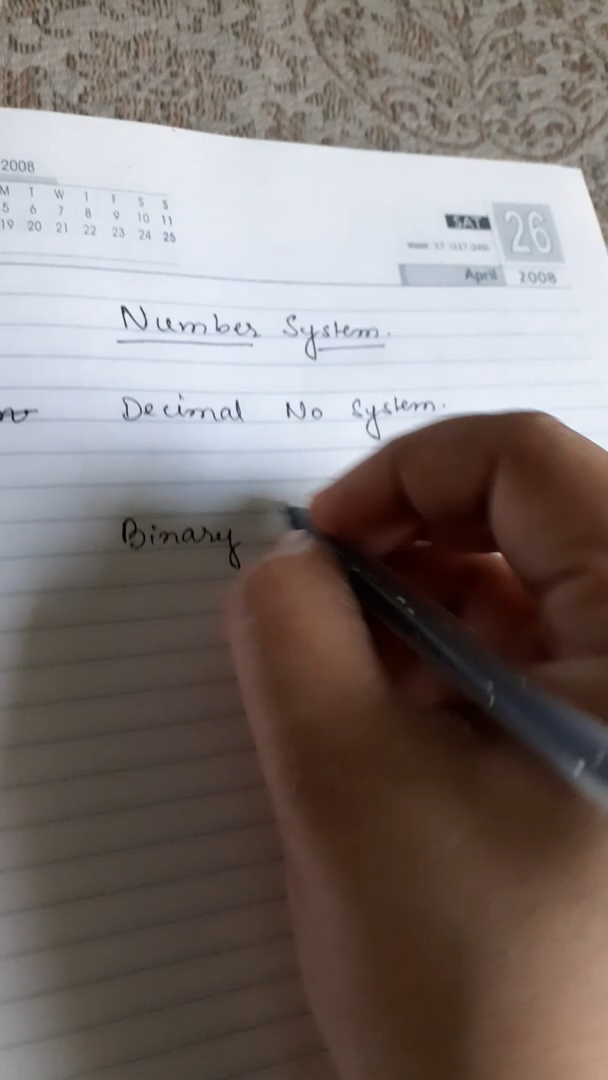 2008
M T W T F S S
5 6 7 8 9 10 11
19 20 21 22 23 24 25
SAT 26
April 2008
Number System.
Decimal No System.
Binary